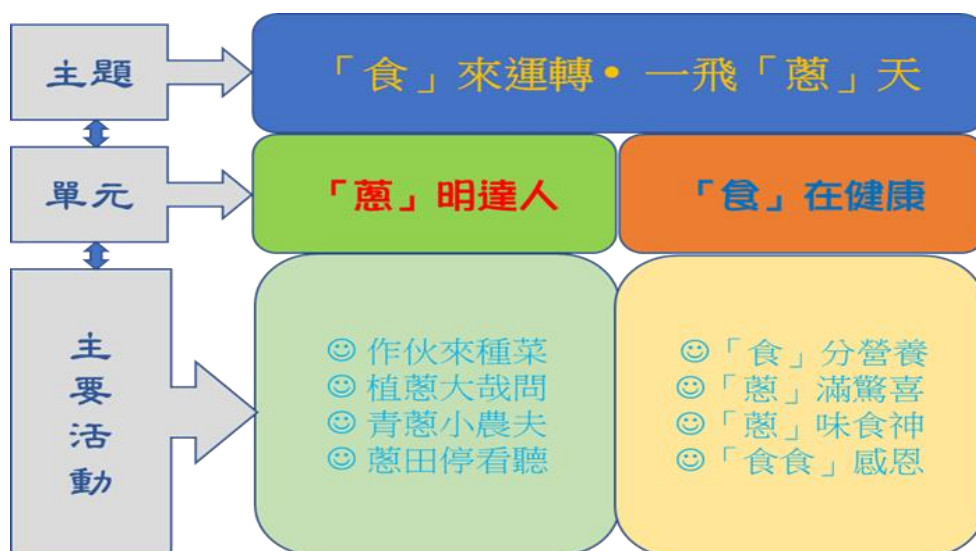 主題
「食」來運轉• 一飛「蔥」天
單元
「蔥」明達人
「食」在健康
主要活動
☺ 作伙來種菜
☺ 植蔥大哉問
☺ 青蔥小農夫
☺ 蔥田停看聽
☺「食」分營養
☺「蔥」滿驚喜
☺「蔥」味食神
☺「食食」感恩